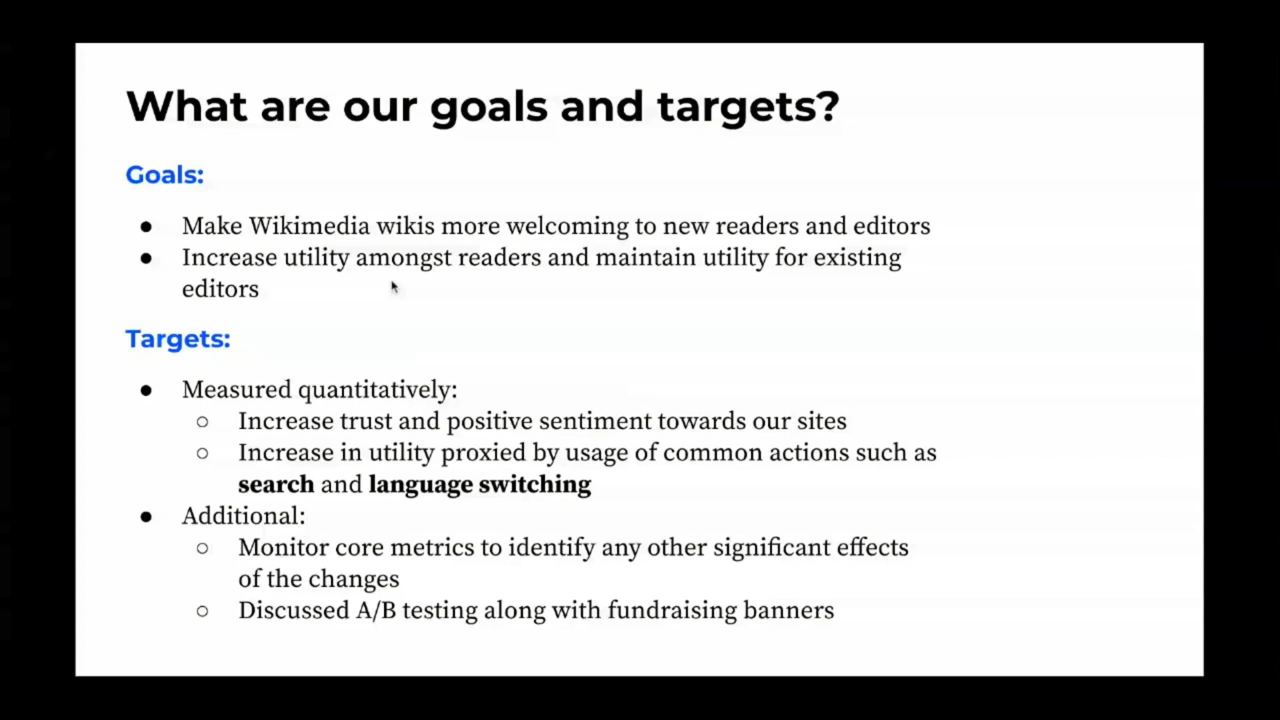 What are our goals and targets?
Goals:
● Make Wikimedia wikis more welcoming to new readers and editors
● Increase utility amongst readers and maintain utility for existing
editors
Targets:
● Measured quantitatively:
○ Increase trust and positive sentiment towards our sites
○ Increase in utility proxied by usage of common actions such as
search and language switching
● Additional:
○ Monitor core metrics to identify any other significant effects
of the changes
○ Discussed A/B testing along with fundraising banners